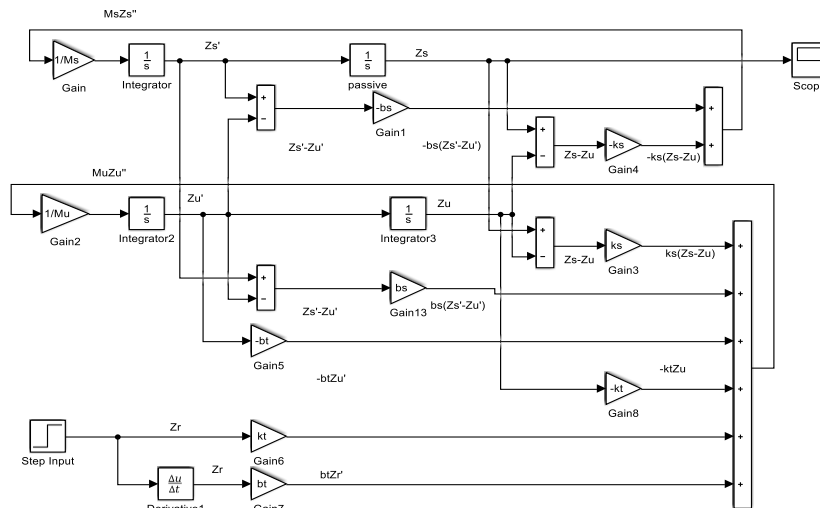 MsZs''
Zs'
Zs
1/Ms
1
s
1
s
Gain
Integrator
passive
Scop
+
−
-bs
Gain1
+
Zs'-Zu'
-bs(Zs'-Zu')
+
−
Zs-Zu
-ks
Gain4
-ks(Zs-Zu)
+
MuZu''
Zu'
Zu
1/Mu
1
s
1
s
Gain2
Integrator2
Integrator3
+
−
Zs-Zu
ks
Gain3
ks(Zs-Zu)
+
+
−
Zs'-Zu'
bs
Gain13
bs(Zs'-Zu')
+
-bt
Gain5
+
-btZu'
-kt
Gain8
-ktZu
+
Step Input
Zr
kt
Gain6
+
Δu
Δt
Derivative1
Zr
bt
Gain7
btZr'
+